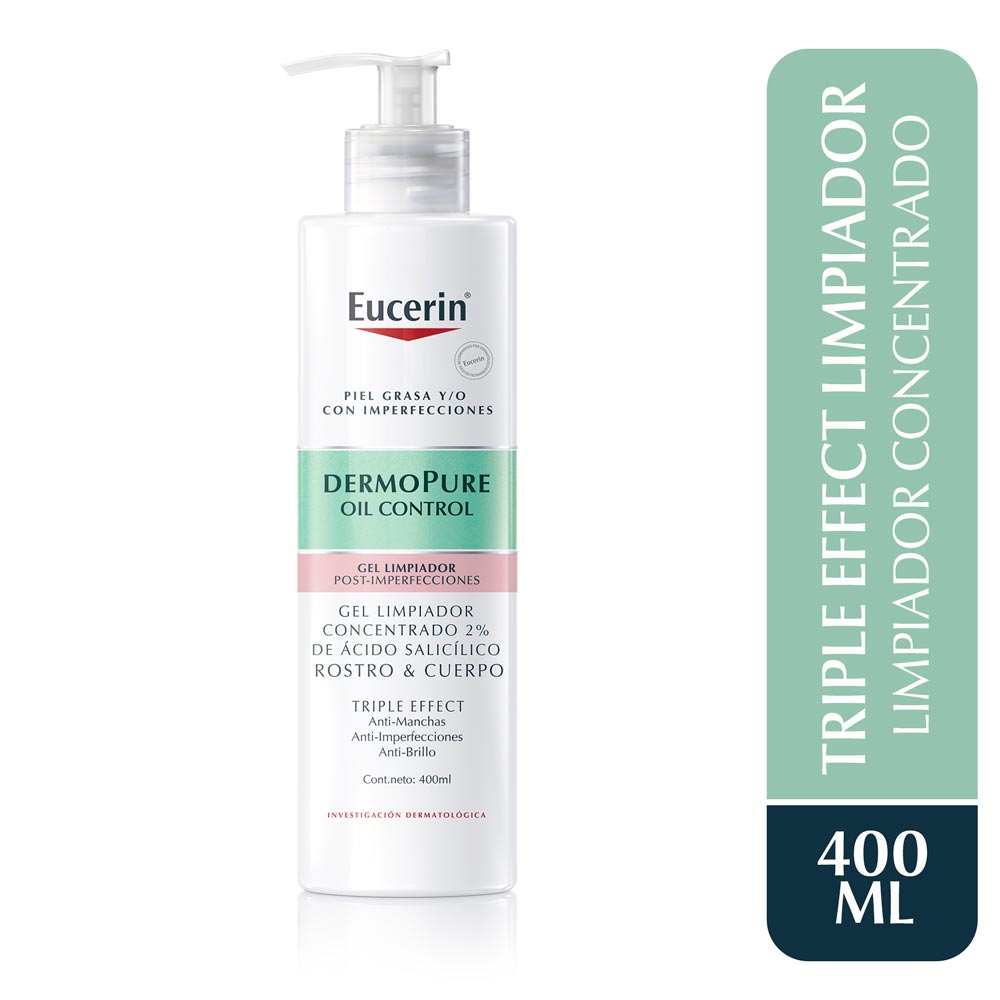 Eucerin®
Eucerin
PIEL GRASA Y/O
CON IMPERFECCIONES
DERMOPURE
OIL CONTROL
GEL LIMPIADOR
POST-IMPERFECCIONES
GEL LIMPIADOR
CONCENTRADO 2%
DE ÁCIDO SALICÍLICO
ROSTRO & CUERPO
TRIPLE EFFECT
Anti-Manchas
Anti-Imperfecciones
Anti-Brillo
Cont.neto: 400ml
INVESTIGACIÓN DERMATOLÓGICA
TRIPLE EFFECT LIMPIADOR
LIMPIADOR CONCENTRADO
400
ML